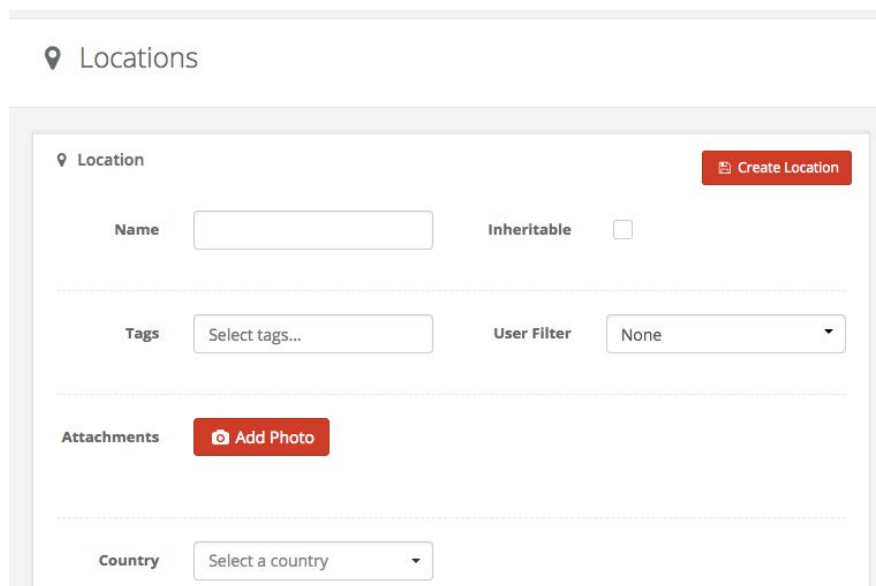 Locations
Location
Create Location
Name
Inheritable
Tags
Select tags...
User Filter
None
Attachments
Add Photo
Country
Select a country